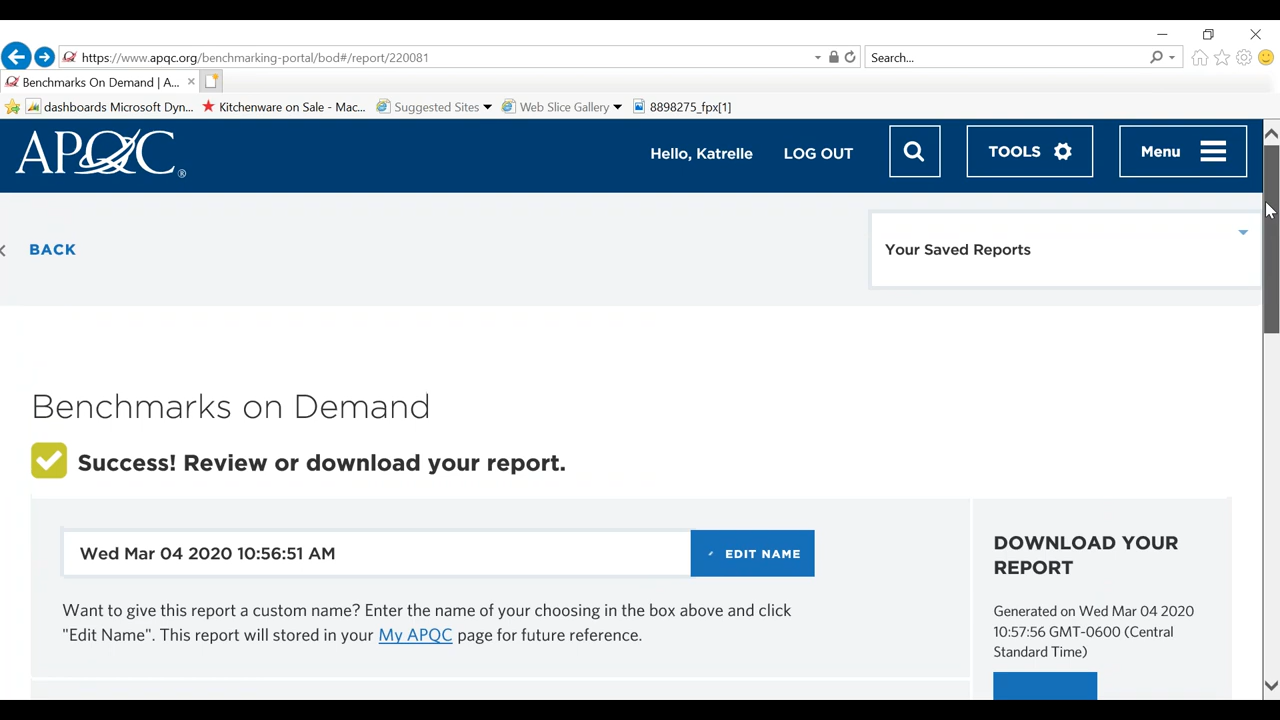 https://www.apqc.org/benchmarking-portal/bod#/report/220081
Search...
Benchmarks On Demand | A...
dashboards Microsoft Dyn...
Kitchenware on Sale - Mac...
Suggested Sites
Web Slice Gallery
8898275_fpx[1]
APQC®
Hello, Katrelle
LOG OUT
TOOLS
Menu
BACK
Your Saved Reports
Benchmarks on Demand
Success! Review or download your report.
Wed Mar 04 2020 10:56:51 AM
EDIT NAME
Want to give this report a custom name? Enter the name of your choosing in the box above and click
"Edit Name". This report will stored in your My APQC page for future reference.
DOWNLOAD YOUR
REPORT
Generated on Wed Mar 04 2020
10:57:56 GMT-0600 (Central
Standard Time)